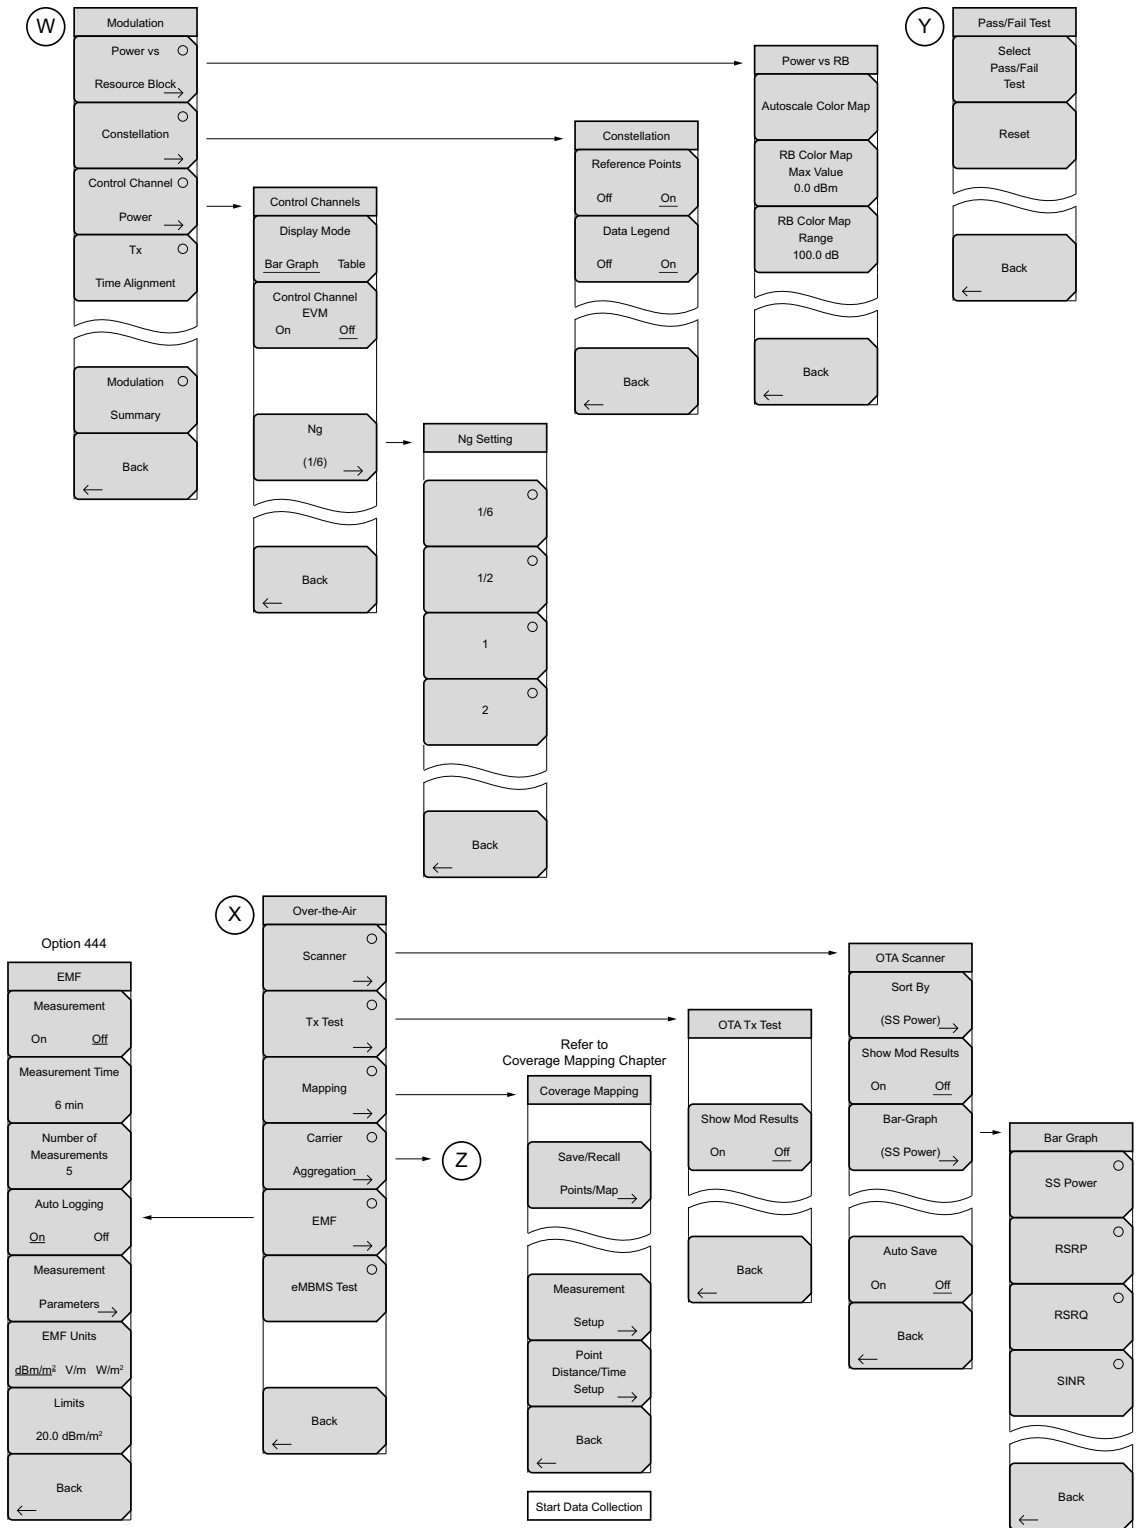 W
Modulation
Power vs
Resource Block
Constellation
Control Channel
Power
Tx
Time Alignment
Modulation
Summary
Back
Control Channels
Display Mode
Bar Graph Table
Control Channel
EVM
On Off
Ng
(1/6)
Back
Ng Setting
1/6
1/2
1
2
Back
Constellation
Reference Points
Off On
Data Legend
Off On
Back
Power vs RB
Autoscale Color Map
RB Color Map
Max Value
0.0 dBm
RB Color Map
Range
100.0 dB
Back
Y
Pass/Fail Test
Select
Pass/Fail
Test
Reset
Back
Option 444
EMF
Measurement
On Off
Measurement Time
6 min
Number of
Measurements
5
Auto Logging
On Off
Measurement
Parameters
EMF Units
dBm/m² V/m W/m²
Limits
20.0 dBm/m²
Back
X
Over-the-Air
Scanner
Tx Test
Mapping
Carrier
Aggregation
EMF
eMBMS Test
Back
Z
Refer to
Coverage Mapping Chapter
Coverage Mapping
Save/Recall
Points/Map
Measurement
Setup
Point
Distance/Time
Setup
Back
Start Data Collection
OTA Tx Test
Show Mod Results
On Off
Back
OTA Scanner
Sort By
(SS Power)
Show Mod Results
On Off
Bar-Graph
(SS Power)
Auto Save
On Off
Back
Bar Graph
SS Power
RSRP
RSRQ
SINR
Back